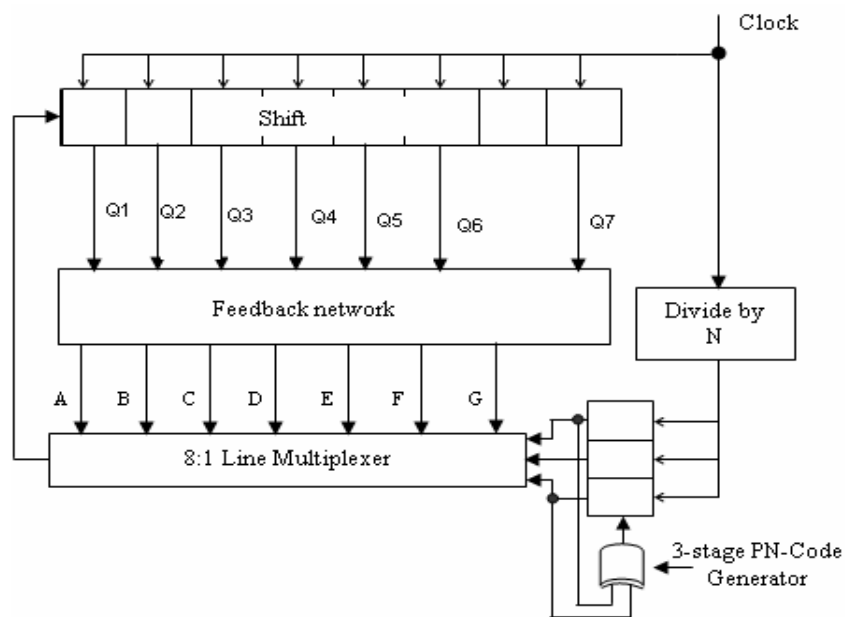 Clock
Shift
Q1
Q2
Q3
Q4
Q5
Q6
Q7
Feedback network
Divide by
N
A
B
C
D
E
F
G
8:1 Line Multiplexer
3-stage PN-Code
Generator